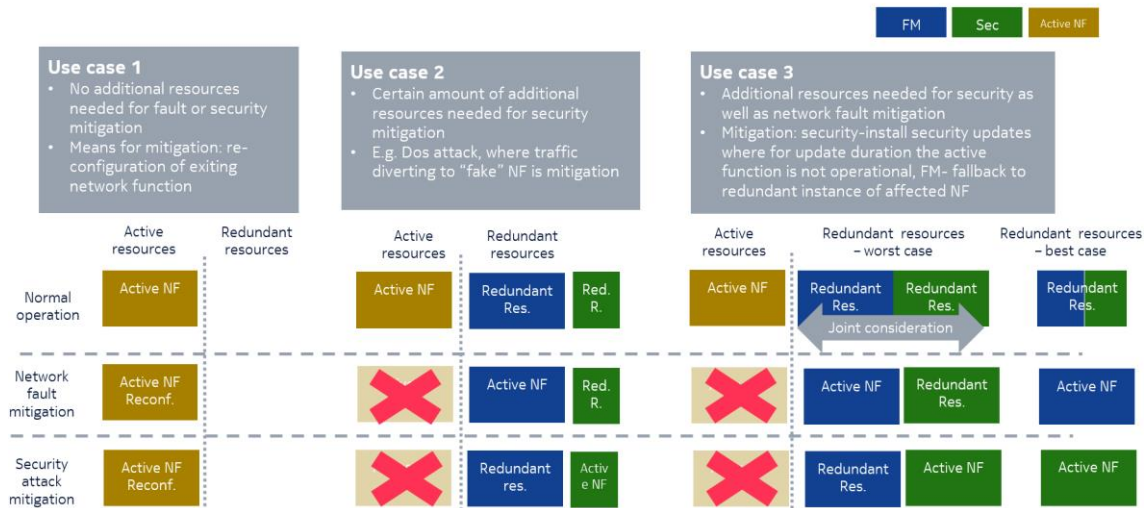 FM
Sec
Active NF
Use case 1
• No additional resources
needed for fault or security
mitigation
• Means for mitigation: re-
configuration of exiting
network function
Use case 2
• Certain amount of additional
resources needed for security
mitigation
• E.g. Dos attack, where traffic
diverting to "fake" NF is mitigation
Use case 3
• Additional resources needed for security as
well as network fault mitigation
• Mitigation: security-install security updates
where for update duration the active
function is not operational, FM- fallback to
redundant instance of affected NF
Active
resources
Redundant
resources
Active
resources
Redundant
resources
Active
resources
Redundant resources
– worst case
Redundant resources
– best case
Normal
operation
Active NF
Active NF
Redundant
Res.
Red.
R.
Active NF
Redundant
Res.
Redundant
Res.
Joint consideration
Redundant
Res.
Network
fault
mitigation
Active NF
Reconf.
Active NF
Red.
R.
Active NF
Redundant
Res.
Active NF
Security
attack
mitigation
Active NF
Reconf.
Redundant
res.
Activ
e NF
Redundant
Res.
Active NF
Active NF